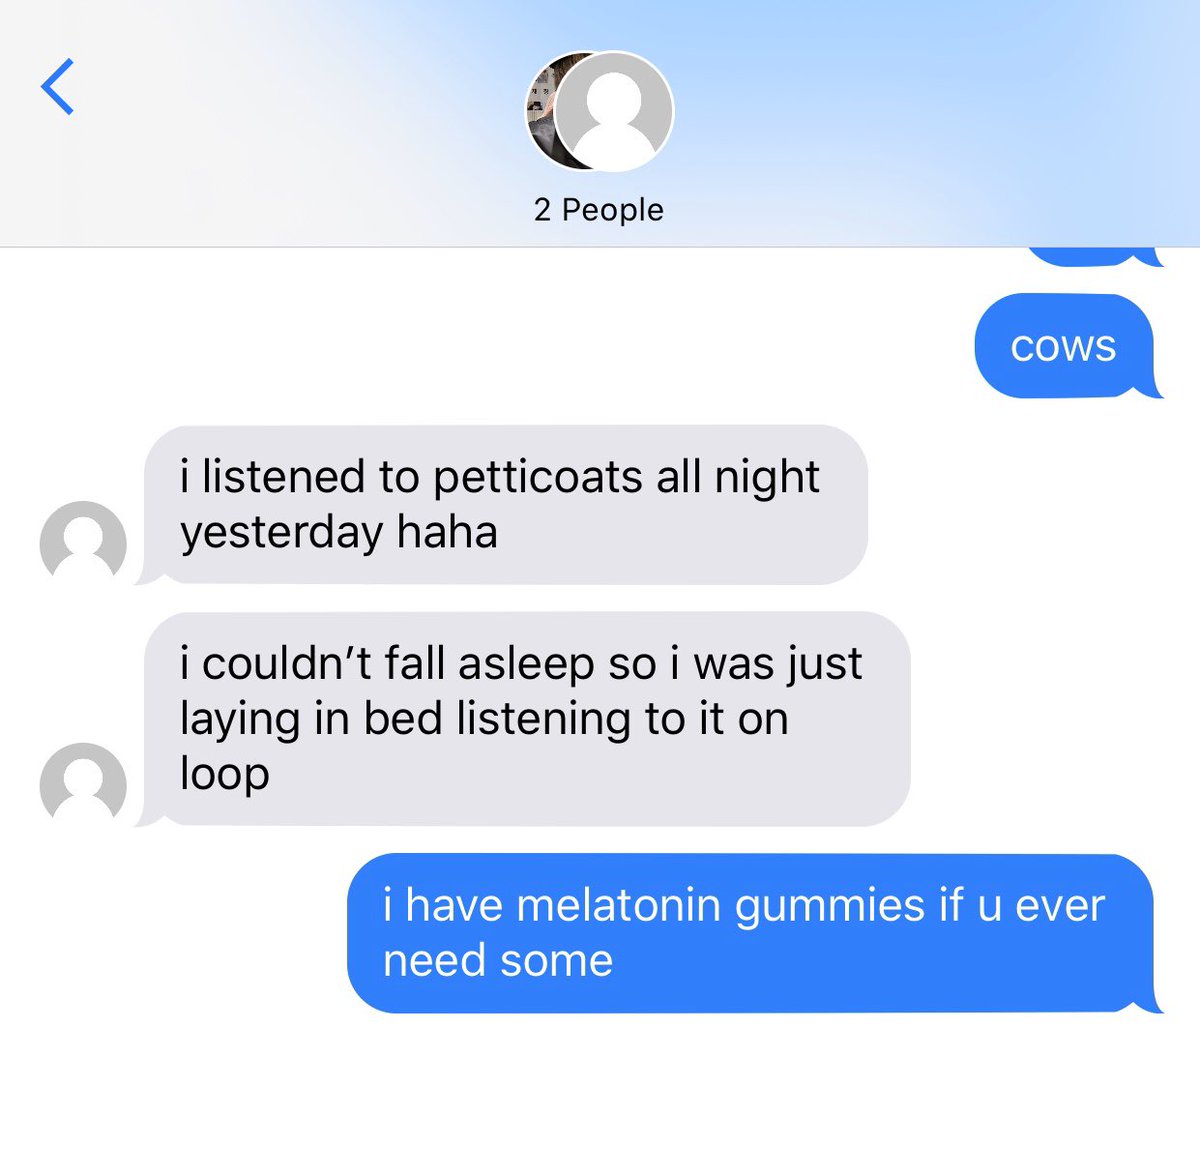 2 People
cows
i listened to petticoats all night
yesterday haha
i couldn’t fall asleep so i was just
laying in bed listening to it on
loop
i have melatonin gummies if u ever
need some